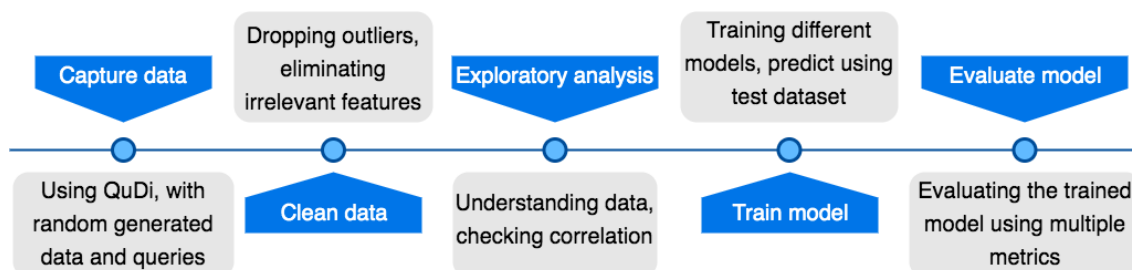 Capture data
Using QuDi, with
random generated
data and queries
Dropping outliers,
eliminating
irrelevant features
Clean data
Exploratory analysis
Understanding data,
checking correlation
Training different
models, predict using
test dataset
Train model
Evaluate model
Evaluating the trained
model using multiple
metrics